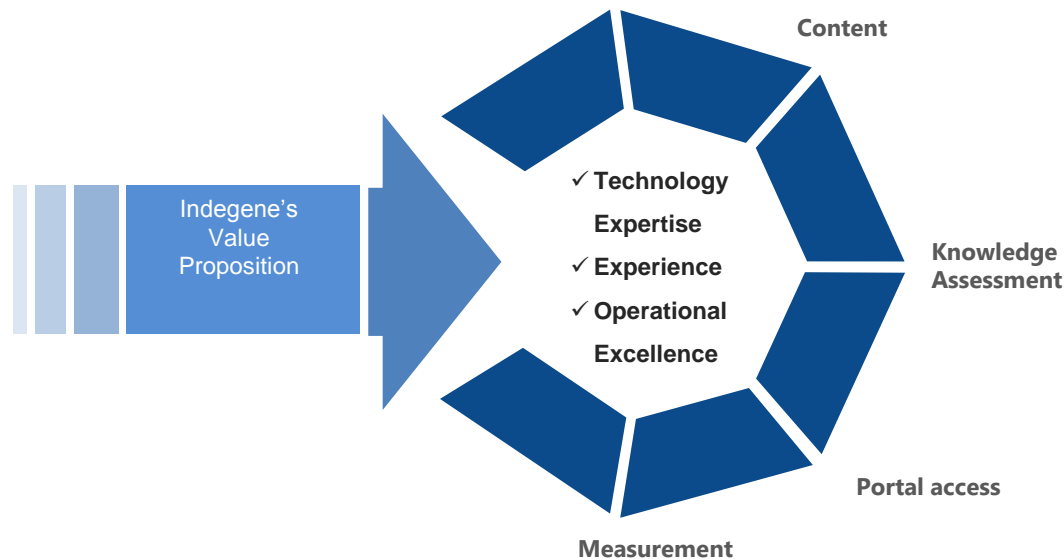 Content
Indegene’s
Value
Proposition
✓ Technology
Expertise
✓ Experience
✓ Operational
Excellence
Knowledge
Assessment
Portal access
Measurement